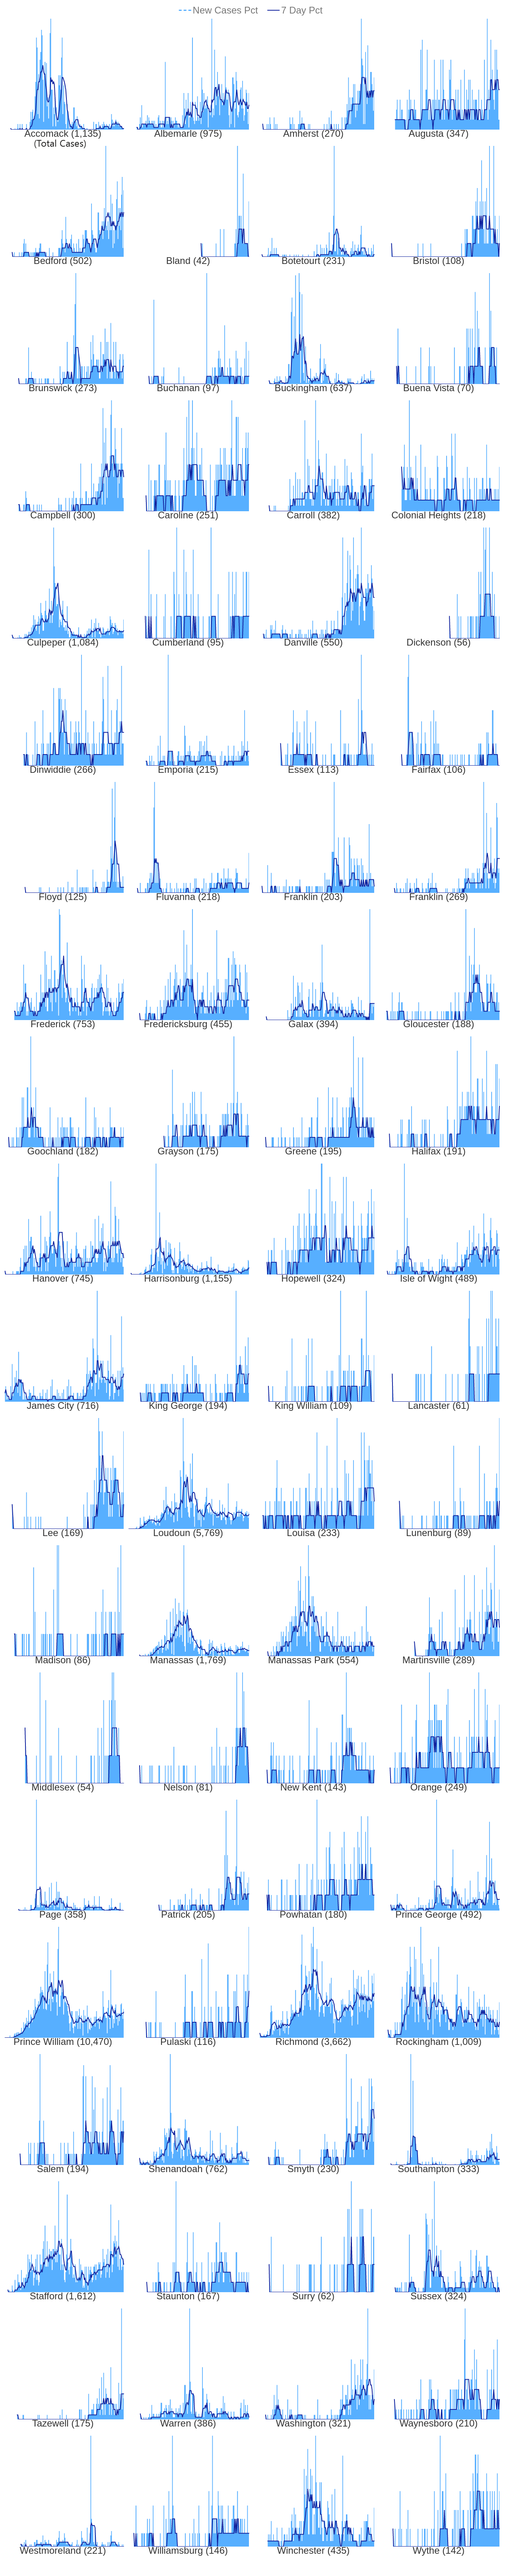 New Cases Pct 7 Day Pct
Accomack (1,135) Albemarle (975) Amherst (270) Augusta (347)
(Total Cases)
Bedford (502) Bland (42) Botetourt (231) Bristol (108)
Brunswick (273) Buchanan (97) Buckingham (637) Buena Vista (70)
Campbell (300) Caroline (251) Carroll (382) Colonial Heights (218)
Culpeper (1,084) Cumberland (95) Danville (550) Dickenson (56)
Dinwiddie (266) Emporia (215) Essex (113) Fairfax (106)
Floyd (125) Fluvanna (218) Franklin (203) Franklin (269)
Frederick (753) Fredericksburg (455) Galax (394) Gloucester (188)
Goochland (182) Grayson (175) Greene (195) Halifax (191)
Hanover (745) Harrisonburg (1,155) Hopewell (324) Isle of Wight (489)
James City (716) King George (194) King William (109) Lancaster (61)
Lee (169) Loudoun (5,769) Louisa (233) Lunenburg (89)
Madison (86) Manassas (1,769) Manassas Park (554) Martinsville (289)
Middlesex (54) Nelson (81) New Kent (143) Orange (249)
Page (358) Patrick (205) Powhatan (180) Prince George (492)
Prince William (10,470) Pulaski (116) Richmond (3,662) Rockingham (1,009)
Salem (194) Shenandoah (762) Smyth (230) Southampton (333)
Stafford (1,612) Staunton (167) Surry (62) Sussex (324)
Tazewell (175) Warren (386) Washington (321) Waynesboro (210)
Westmoreland (221) Williamsburg (146) Winchester (435) Wythe (142)